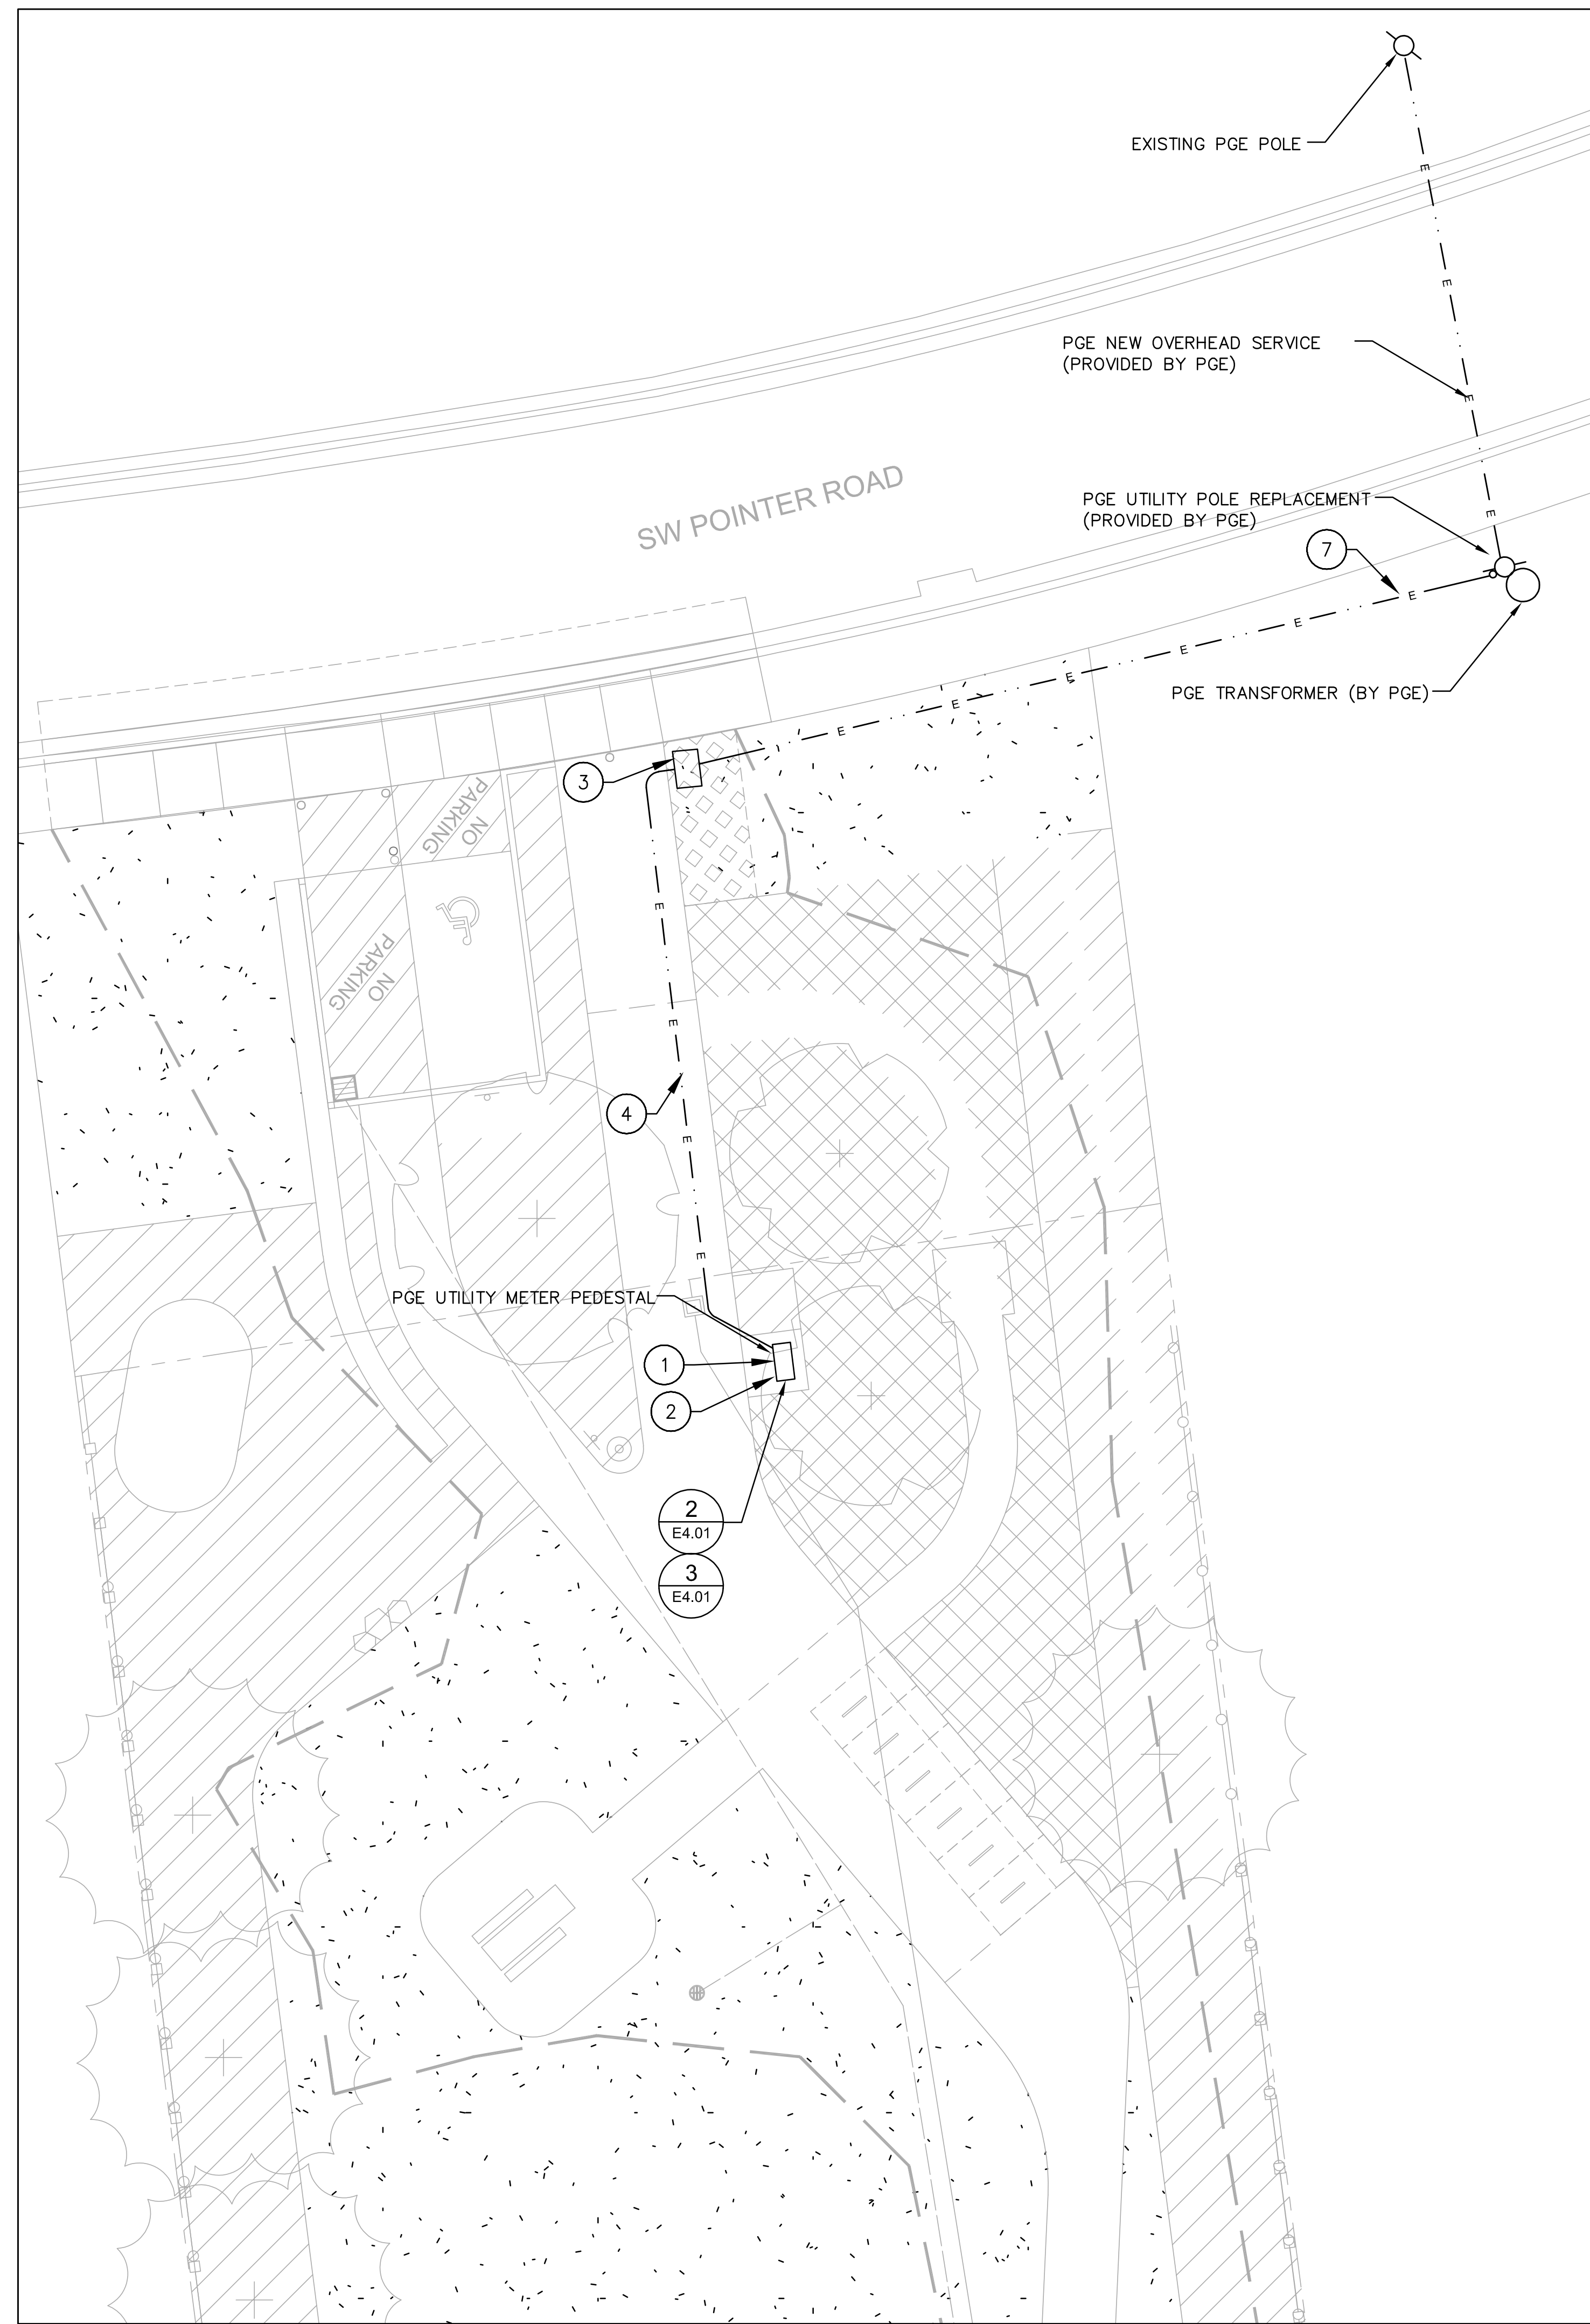 EXISTING PGE POLE
E
E
PGE NEW OVERHEAD SERVICE
(PROVIDED BY PGE)
E
SW POINTER ROAD
PGE UTILITY POLE REPLACEMENT
(PROVIDED BY PGE)
E
7
E
E
E
E
PGE TRANSFORMER (BY PGE)
E
E
3
NO
PARKING
E
NO
PARKING
E
4
E
E
PGE UTILITY METER PEDESTAL
1
2
2
E4.01
3
E4.01